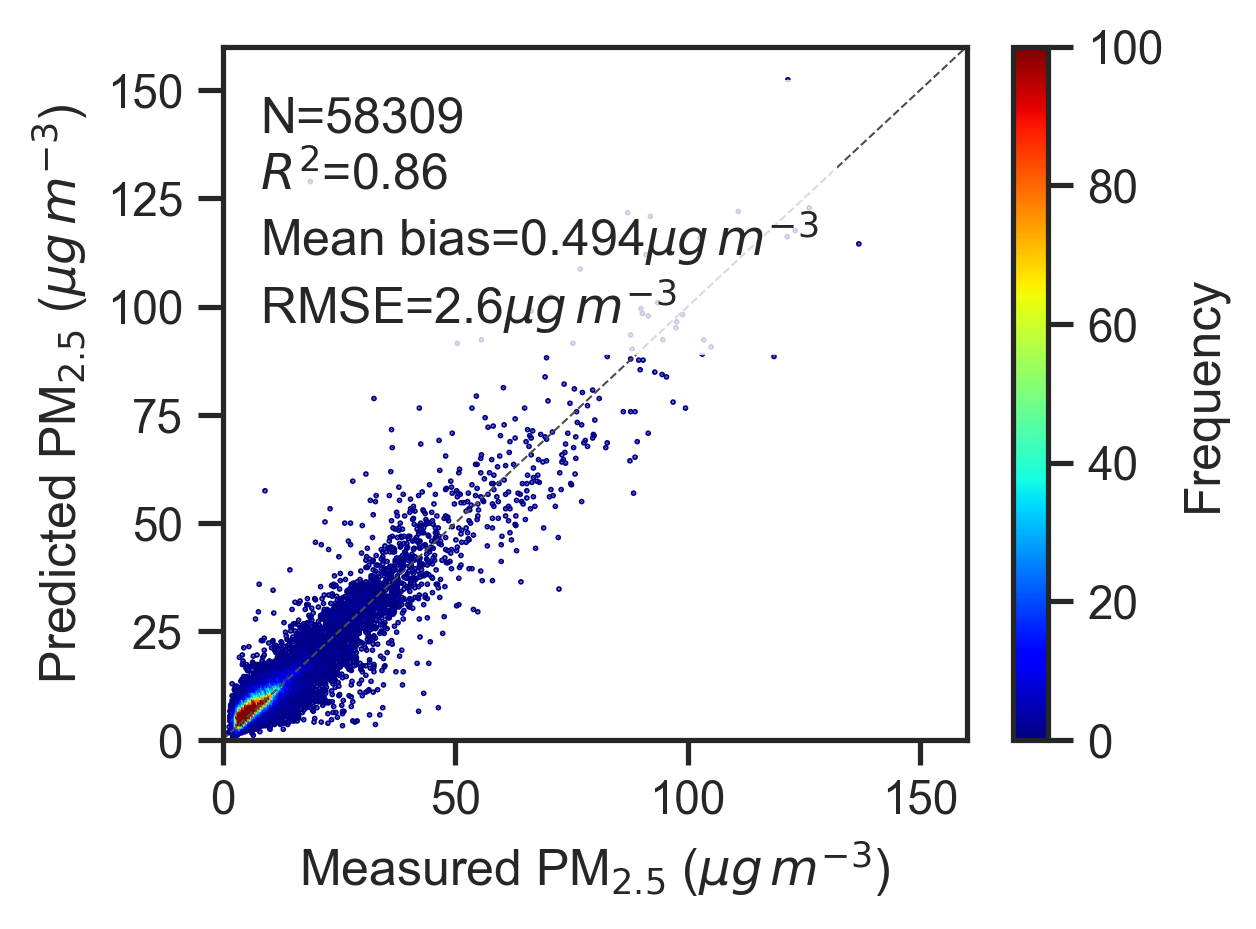 N=58309
R²=0.86
Mean bias=0.494μg m⁻³
RMSE=2.6μg m⁻³
150
125
100
75
50
25
0
Predicted PM₂.₅ (μg m⁻³)
0 50 100 150
Measured PM₂.₅ (μg m⁻³)
100
80
60
40
20
0
Frequency